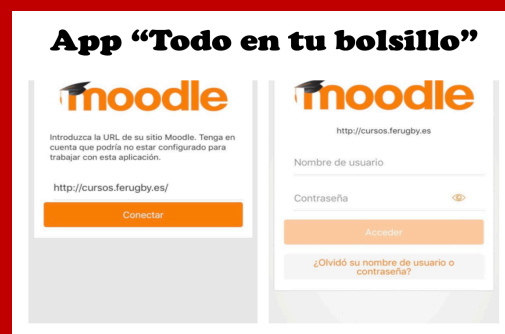 App “Todo en tu bolsillo”
moodle
Introduzca la URL de su sitio Moodle. Tenga en
cuenta que podría no estar configurado para
trabajar con esta aplicación.
http://cursos.ferugby.es/
Conectar
moodle
http://cursos.ferugby.es
Nombre de usuario
Contraseña
Acceder
¿Olvidó su nombre de usuario o
contraseña?